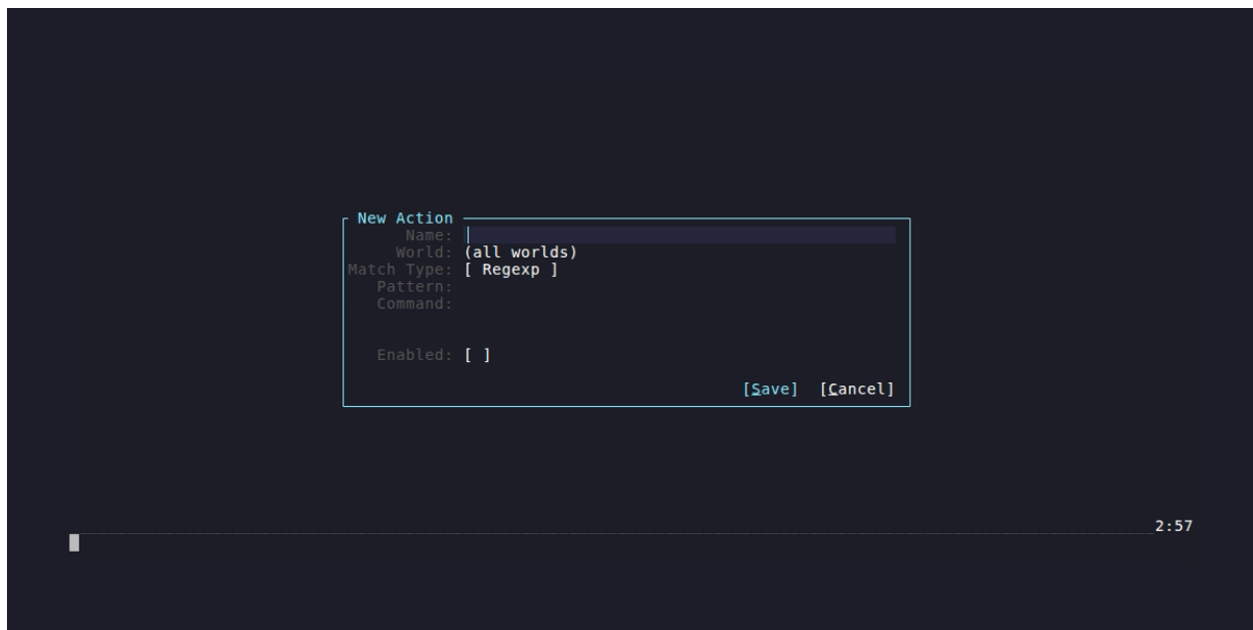 New Action
Name:
World: (all worlds)
Match Type: [ Regexp ]
Pattern:
Command:
Enabled: [ ]
[Save] [Cancel]
2:57